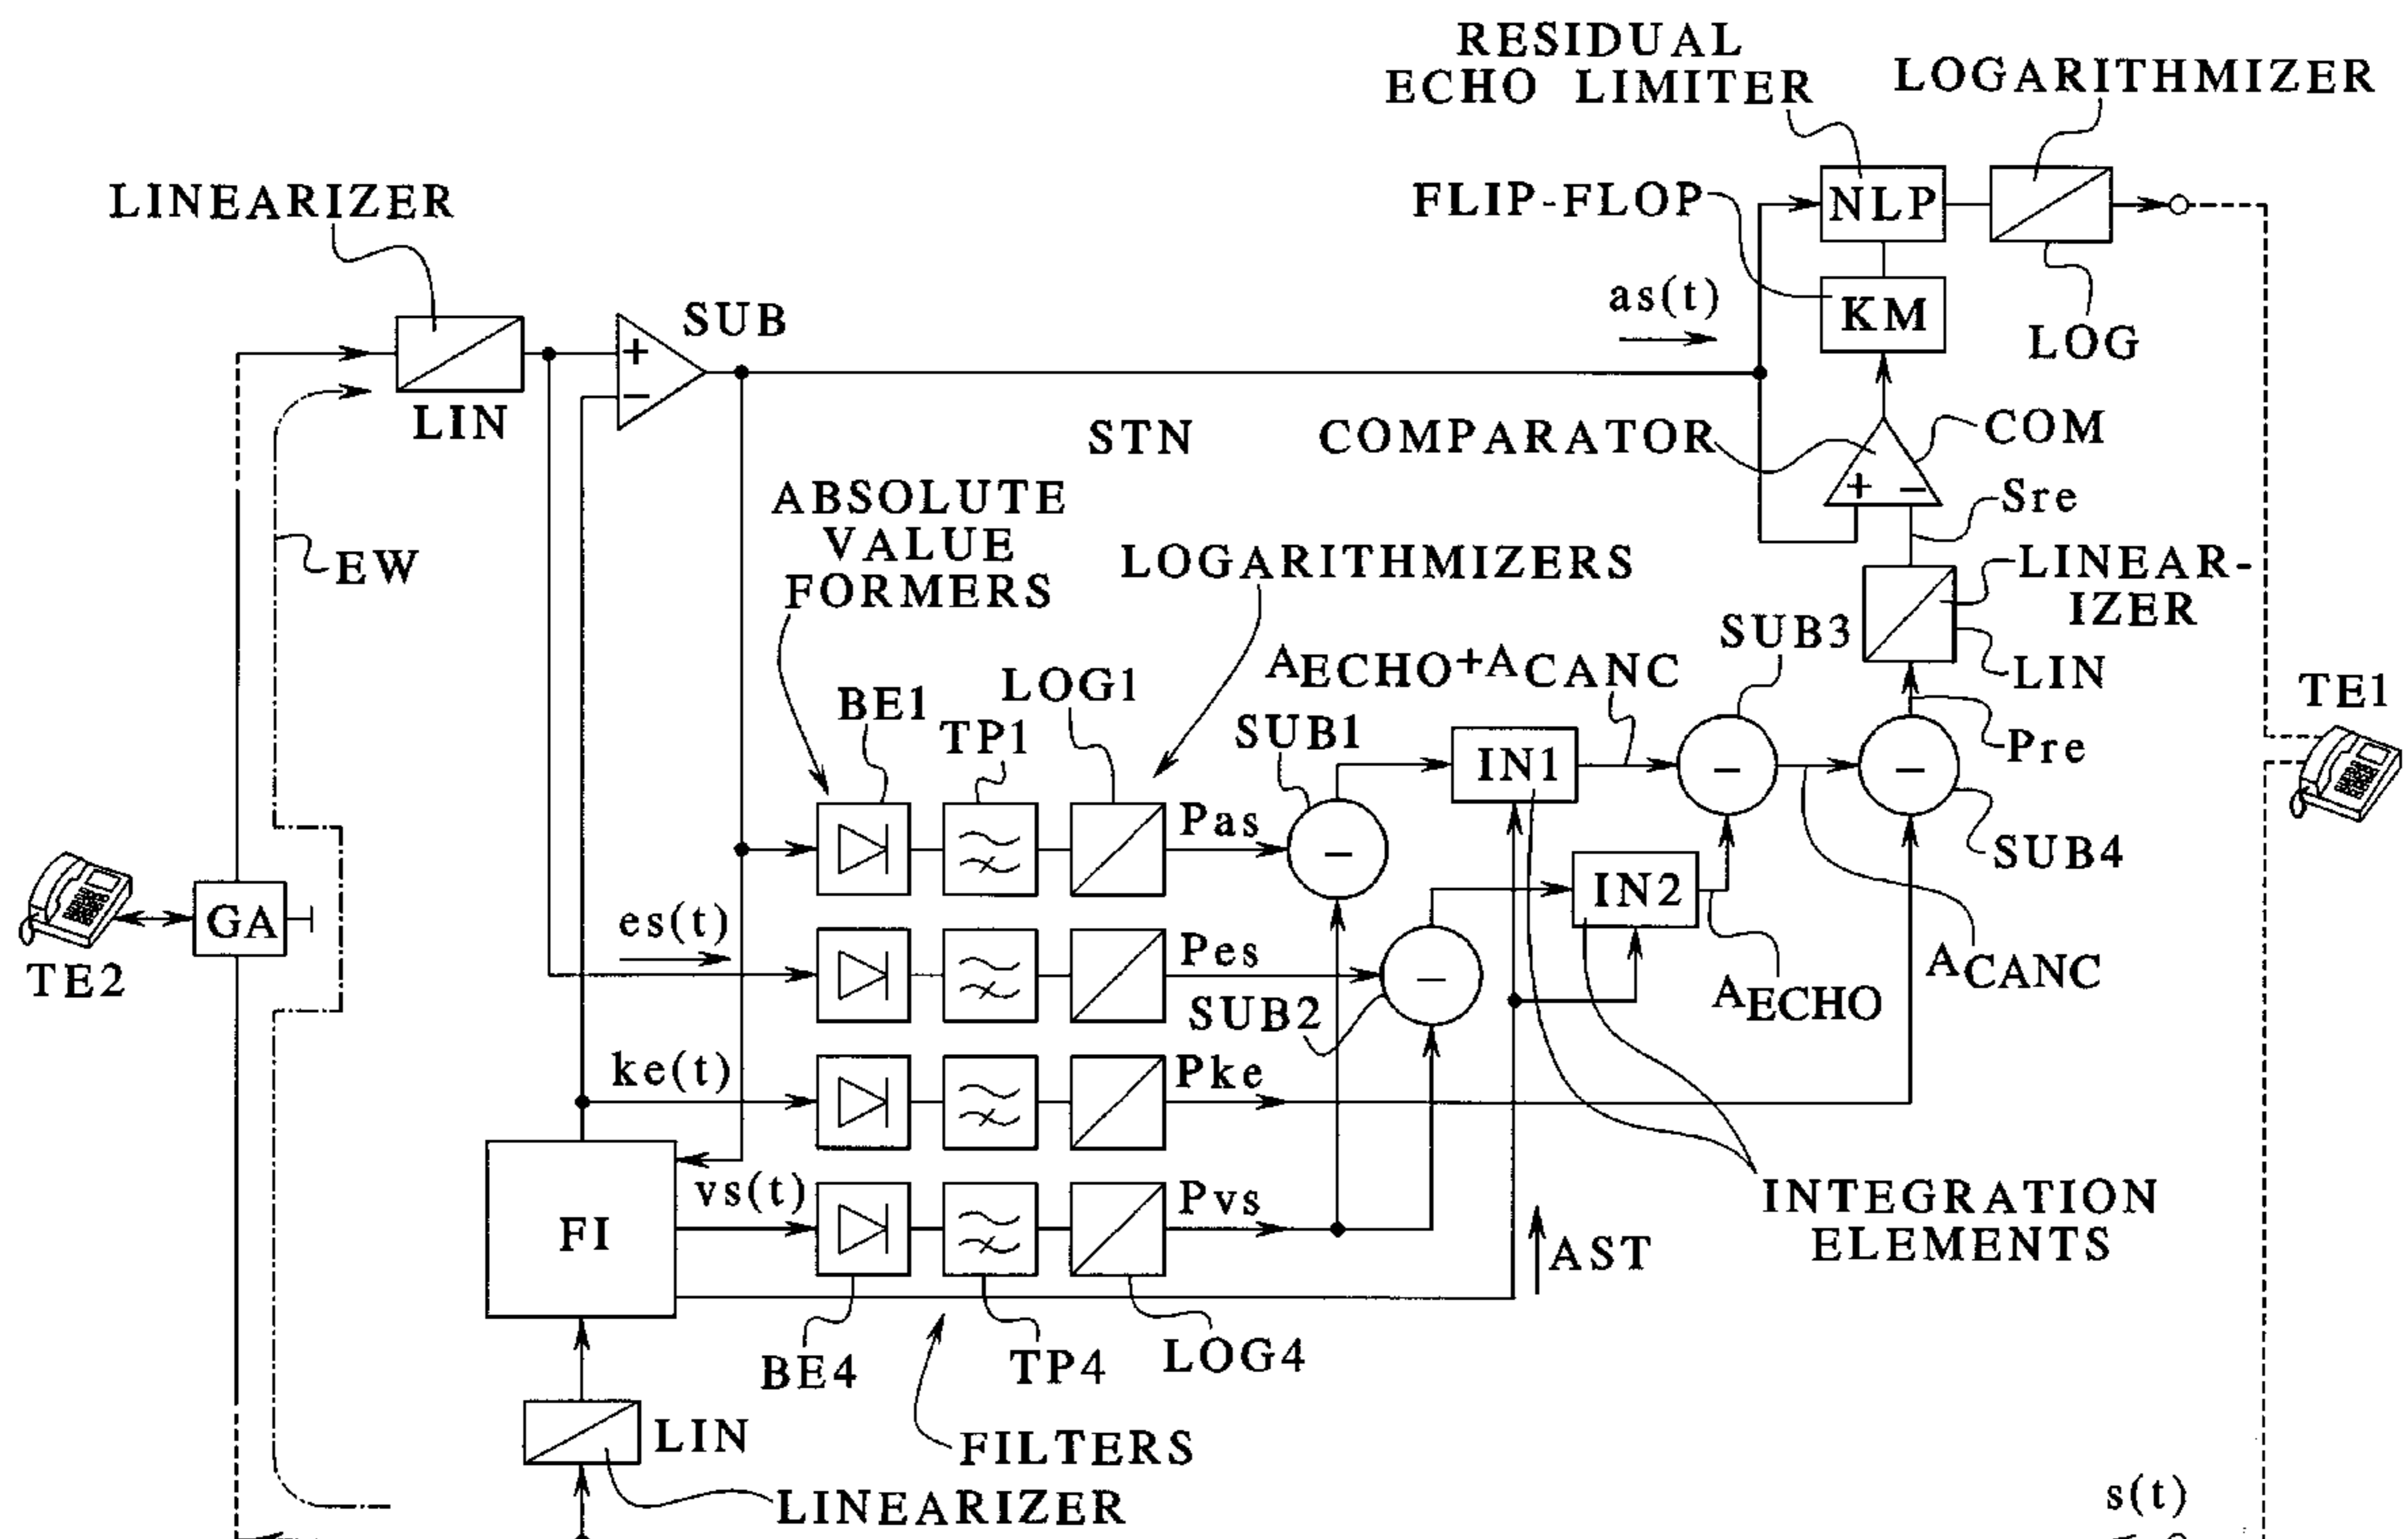 RESIDUAL
ECHO LIMITER
LOGARITHMIZER
LINEARIZER
FLIP-FLOP
NLP
as(t)
KM
LOG
SUB
+
−
LIN
STN
COMPARATOR
COM
+ −
Sre
ABSOLUTE
VALUE
FORMERS
LOGARITHMIZERS
EW
LINEAR-
IZER
SUB3
AECHO+ACANC
LIN
LOG1
BE1
TP1
SUB1
IN1
−
−
Pre
TE1
Pas
−
SUB4
GA
TE2
es(t)
Pes
−
IN2
SUB2
AECHO
ACANC
ke(t)
Pke
FI
vs(t)
Pvs
INTEGRATION
ELEMENTS
AST
BE4
TP4
LOG4
LIN
FILTERS
LINEARIZER
s(t)